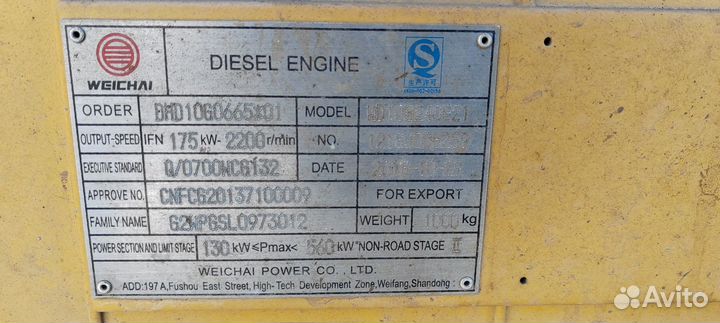 WEICHAI
DIESEL ENGINE
ORDER BMD10G0665*01 MODEL
OUTPUT-SPEED IFN 175 kW- 2200 r/min NO.
EXECUTIVE STANDARD Q/0700WCG132 DATE
APPROVE NO. CNFCG20137100009 FOR EXPORT
FAMILY NAME G2WPGSL0973012 WEIGHT 1000 kg
POWER SECTION AND LIMIT STAGE 130 kW≤Pmax< 560 kW "NON-ROAD STAGE II
WEICHAI POWER CO., LTD.
ADD:197 A,Fushou East Street, High-Tech Development Zone,Weifang,Shandong
Avito